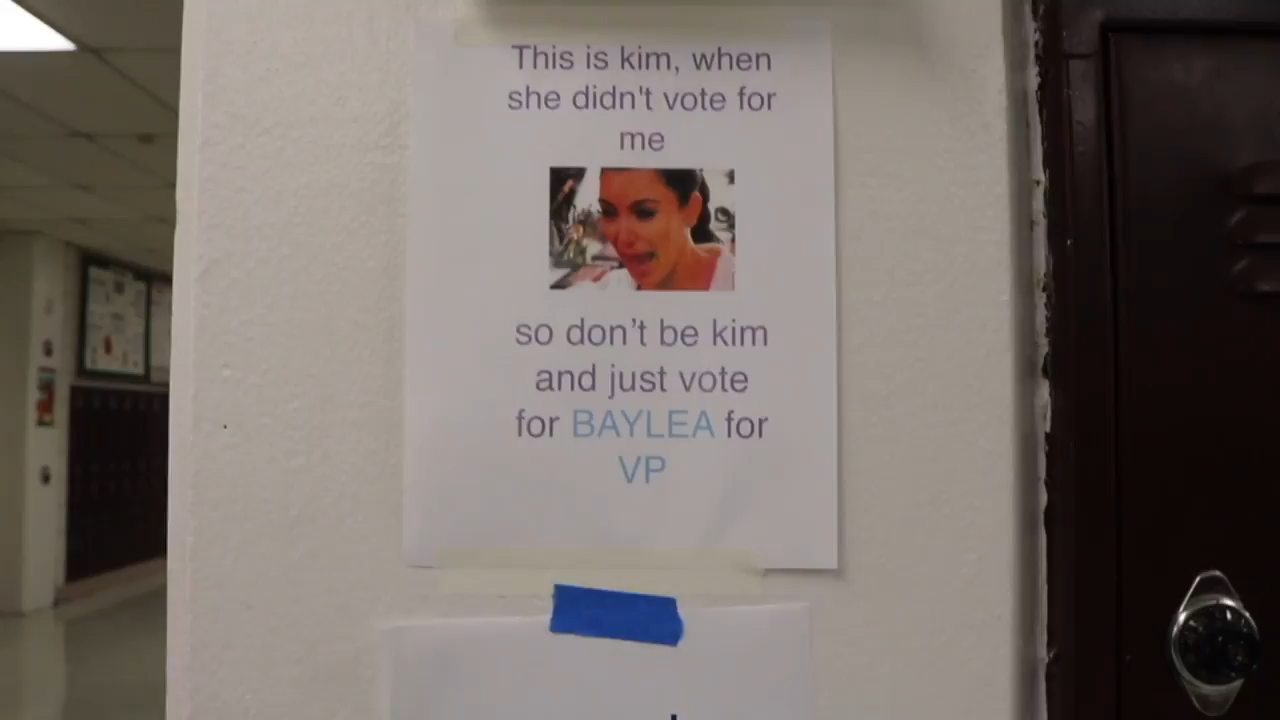 This is kim, when
she didn't vote for
me
so don’t be kim
and just vote
for BAYLEA for
VP